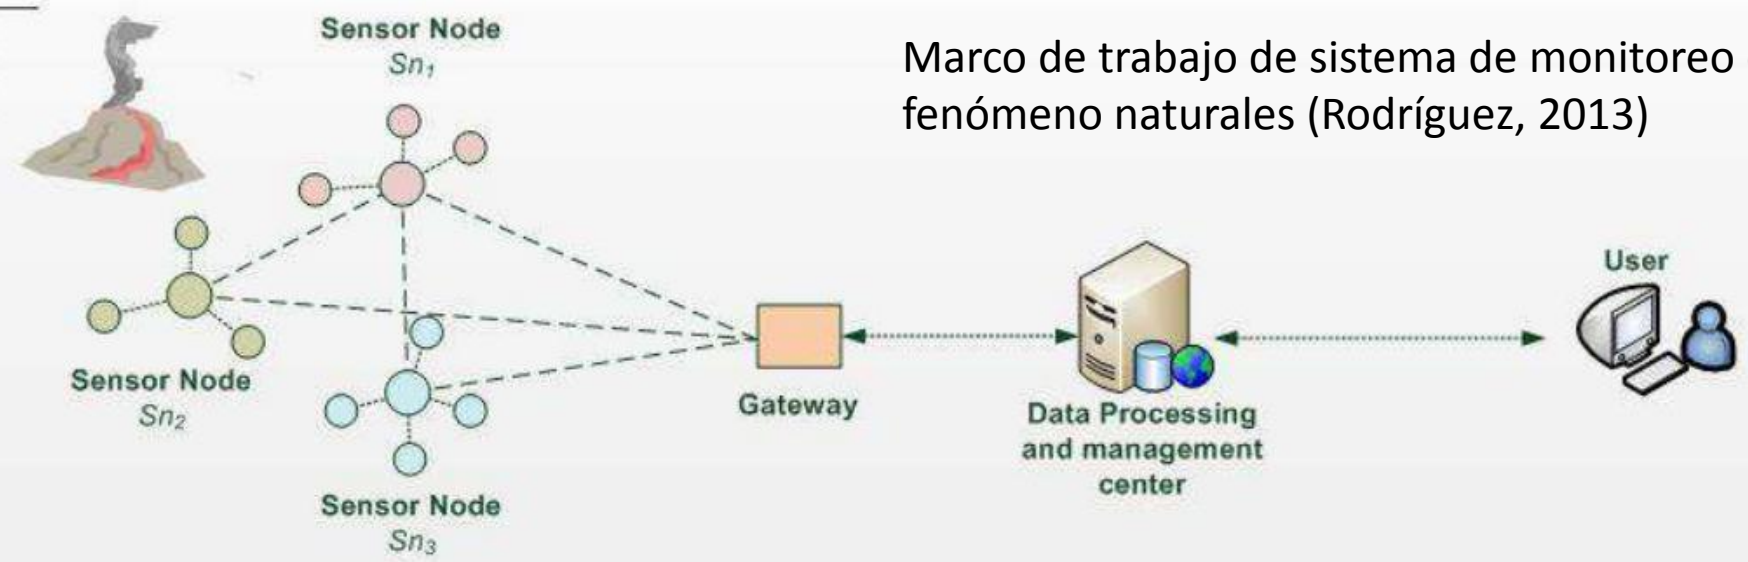 Sensor Node
Sn₁
Marco de trabajo de sistema de monitoreo
fenómeno naturales (Rodríguez, 2013)
User
Sensor Node
Sn₂
Gateway
Data Processing
and management
center
Sensor Node
Sn₃